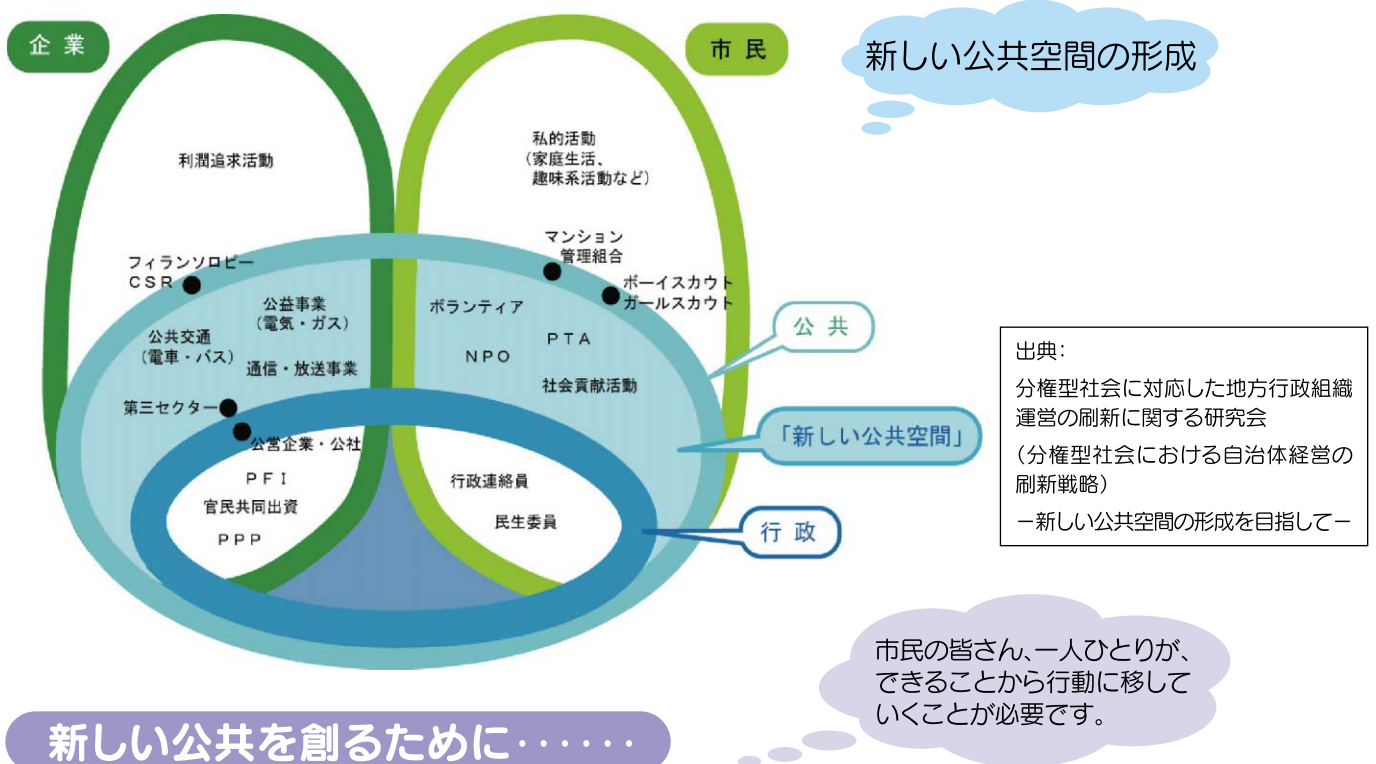 企業
市民
新しい公共空間の形成
利潤追求活動
私的活動
（家庭生活、
趣味系活動など）
マンション
管理組合
フィランソロピー
CSR
ボーイスカウト
ガールスカウト
公益事業
（電気・ガス）
公共交通
（電車・バス）
通信・放送事業
ボランティア
PTA
NPO
社会貢献活動
第三セクター
公営企業・公社
PFI
官民共同出資
PPP
行政連絡員
民生委員
公共
「新しい公共空間」
行政
出典：
分権型社会に対応した地方行政組織
運営の刷新に関する研究会
（分権型社会における自治体経営の
刷新戦略）
－新しい公共空間の形成を目指して－
市民の皆さん、一人ひとりが、
できることから行動に移して
いくことが必要です。
新しい公共を創るために‥‥‥